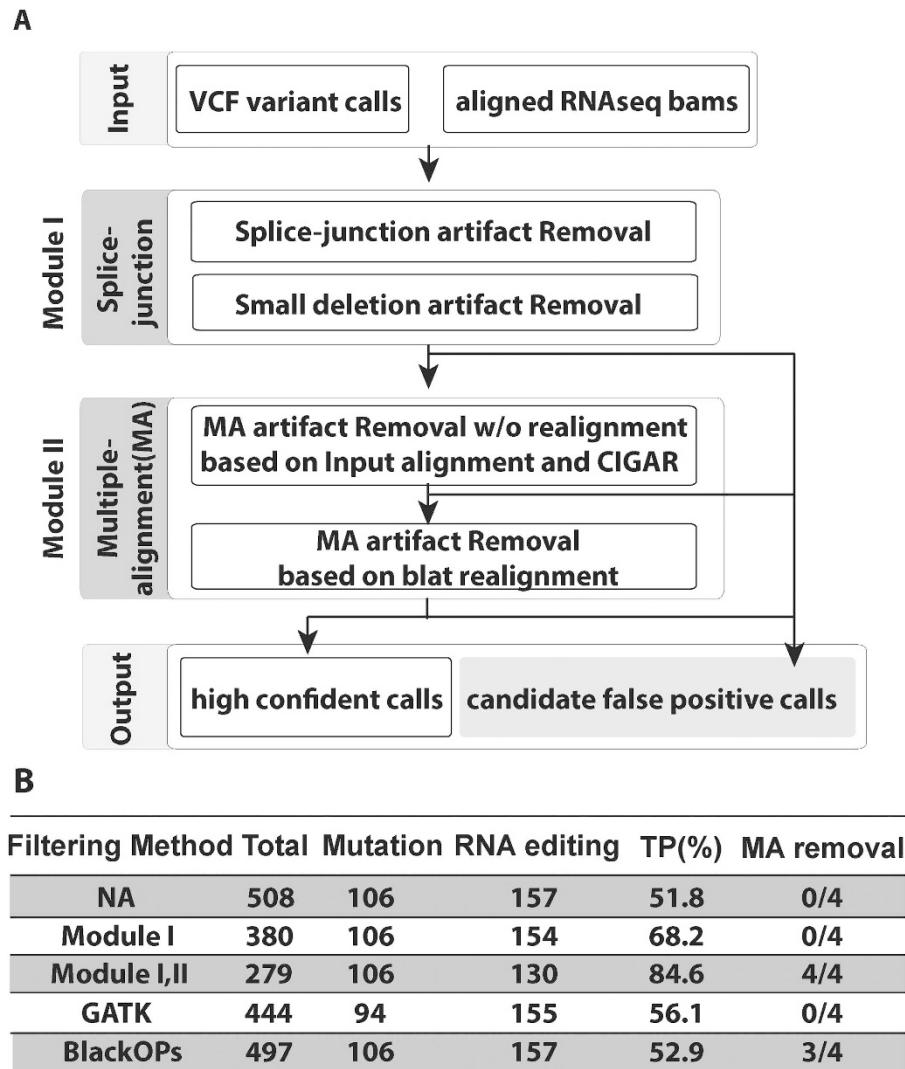 A
Input
VCF variant calls
aligned RNAseq bams
Module I
Splice-
junction
Splice-junction artifact Removal
Small deletion artifact Removal
Module II
Multiple-
alignment(MA)
MA artifact Removal w/o realignment
based on Input alignment and CIGAR
MA artifact Removal
based on blat realignment
Output
high confident calls
candidate false positive calls
B
Filtering Method Total Mutation RNA editing TP(%) MA removal
NA 508 106 157 51.8 0/4
Module I 380 106 154 68.2 0/4
Module I,II 279 106 130 84.6 4/4
GATK 444 94 155 56.1 0/4
BlackOPs 497 106 157 52.9 3/4